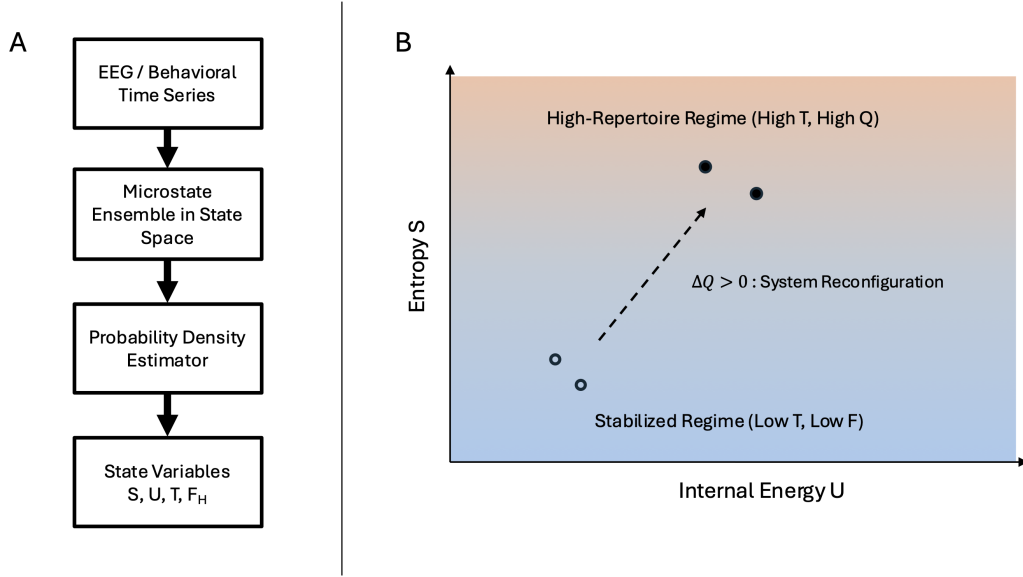 A
EEG / Behavioral
Time Series
Microstate
Ensemble in State
Space
Probability Density
Estimator
State Variables
S, U, T, F_H
B
High-Repertoire Regime (High T, High Q)
Entropy S
ΔQ > 0 : System Reconfiguration
Stabilized Regime (Low T, Low F)
Internal Energy U